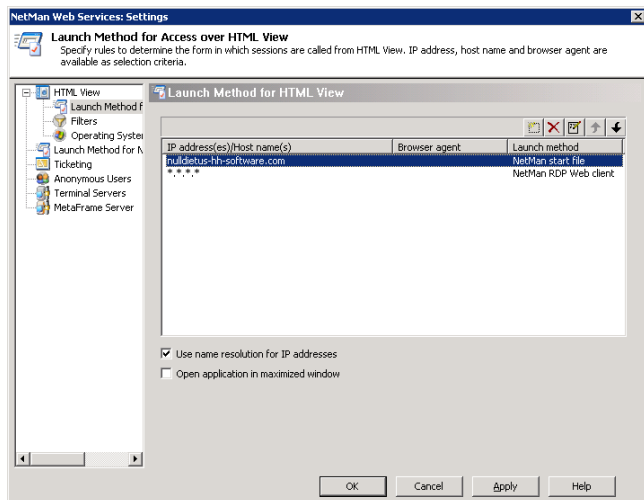 NetMan Web Services: Settings
Launch Method for Access over HTML View
Specify rules to determine the form in which sessions are called from HTML View. IP address, host name and browser agent are
available as selection criteria.
HTML View
Launch Method f
Filters
Operating Syste
Launch Method for N
Ticketing
Anonymous Users
Terminal Servers
MetaFrame Server
Launch Method for HTML View
IP address(es)/Host name(s) Browser agent Launch method
nulldietus-hh-software.com NetMan start file
*.*.*.* NetMan RDP Web client
Use name resolution for IP addresses
Open application in maximized window
OK Cancel Apply Help